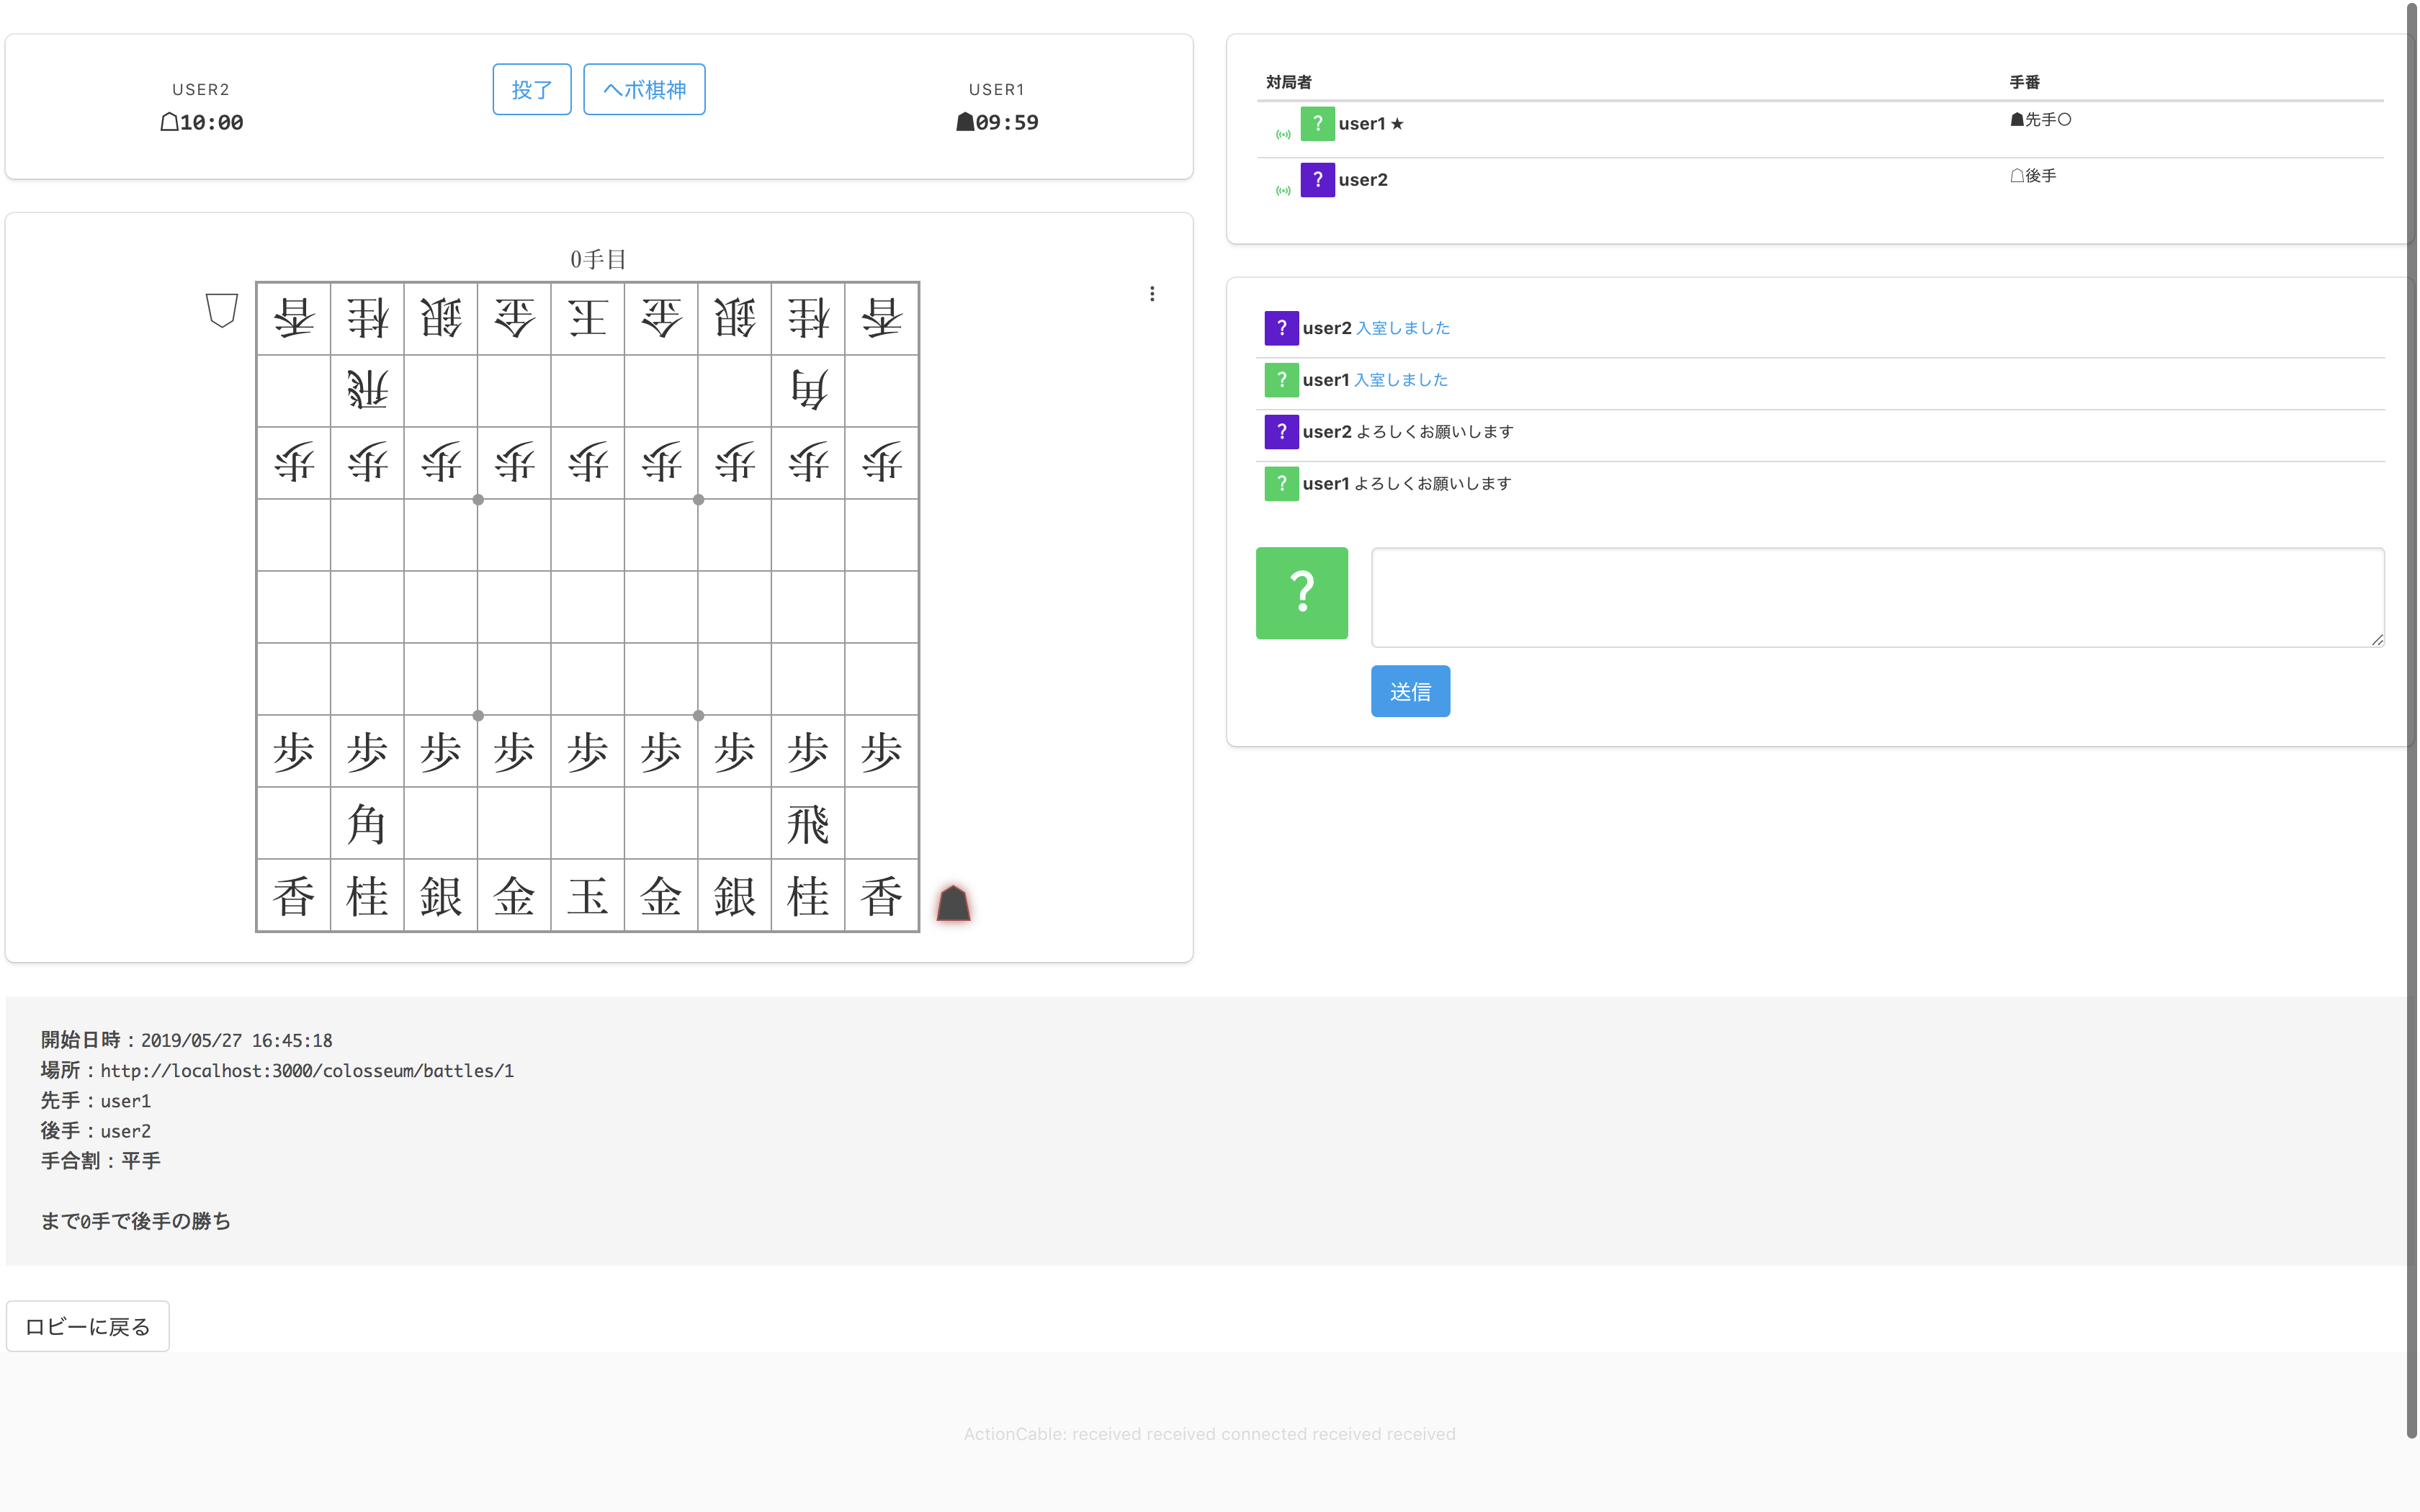 USER2
☖10:00
投了
ヘボ棋神
USER1
☗09:59
0手目
香桂銀金王金銀桂香
飛角
歩歩歩歩歩歩歩歩歩
歩歩歩歩歩歩歩歩歩
角飛
香桂銀金玉金銀桂香
対局者 手番
? user1 ★ ☗先手○
? user2 ☖後手
? user2 入室しました
? user1 入室しました
? user2 よろしくお願いします
? user1 よろしくお願いします
?
送信
開始日時：2019/05/27 16:45:18
場所：http://localhost:3000/colosseum/battles/1
先手：user1
後手：user2
手合割：平手
まで0手で後手の勝ち
ロビーに戻る
ActionCable: received received connected received received